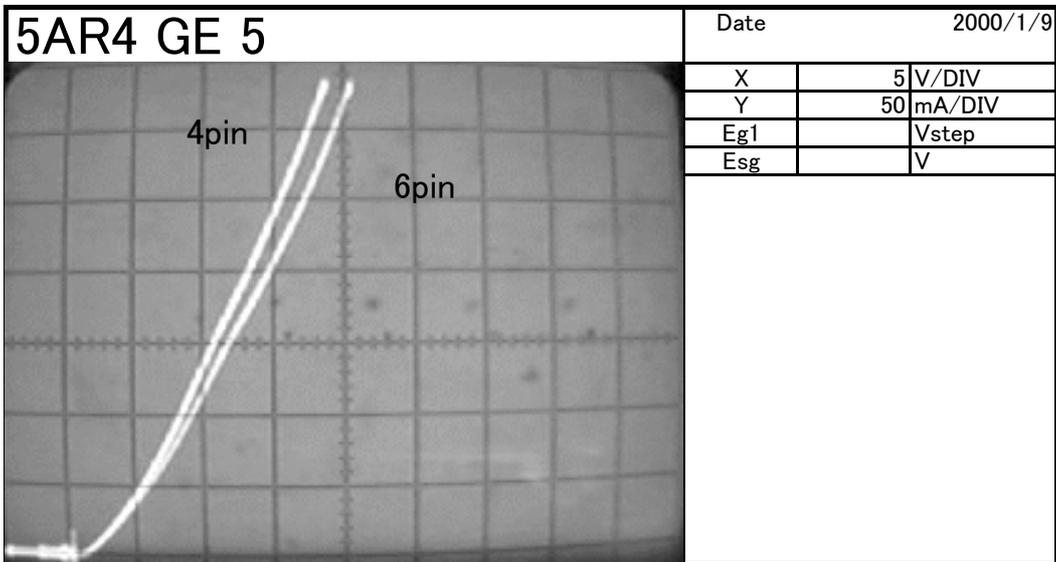 5AR4 GE 5
Date 2000/1/9
X 5 V/DIV
Y 50 mA/DIV
Eg1 Vstep
Esg V
4pin
6pin